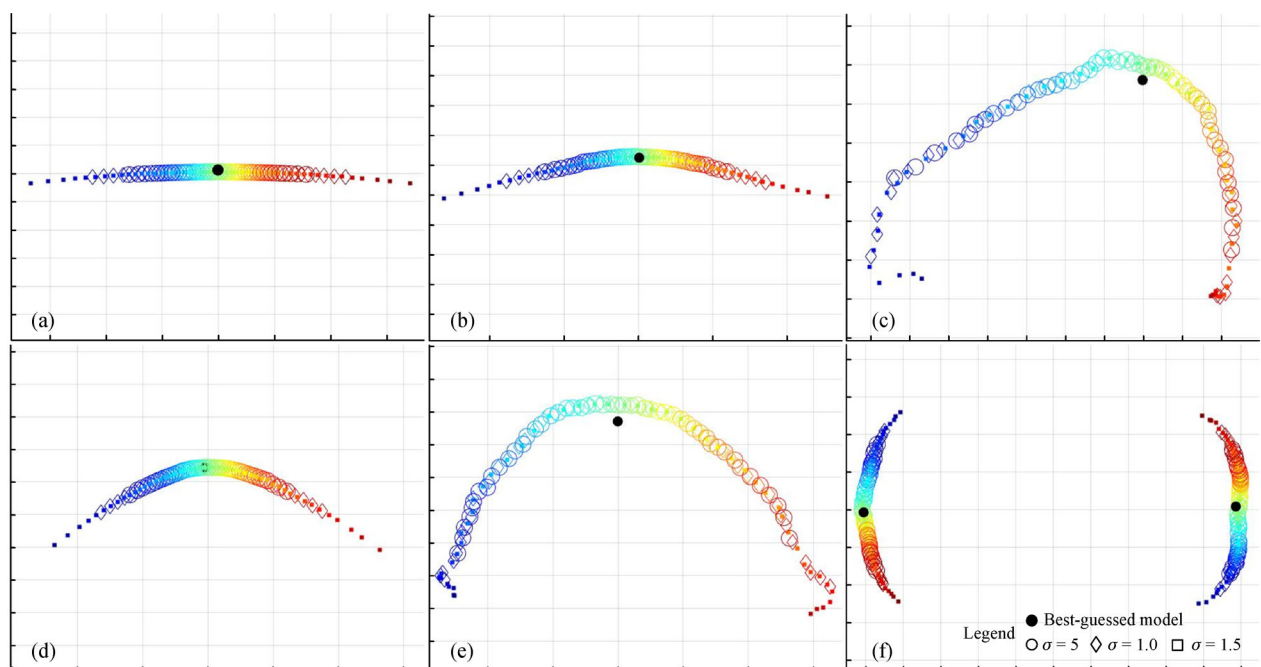 (a)
(b)
(c)
(d)
(e)
(f)
Legend
Best-guessed model
σ = 5 σ = 1.0 σ = 1.5